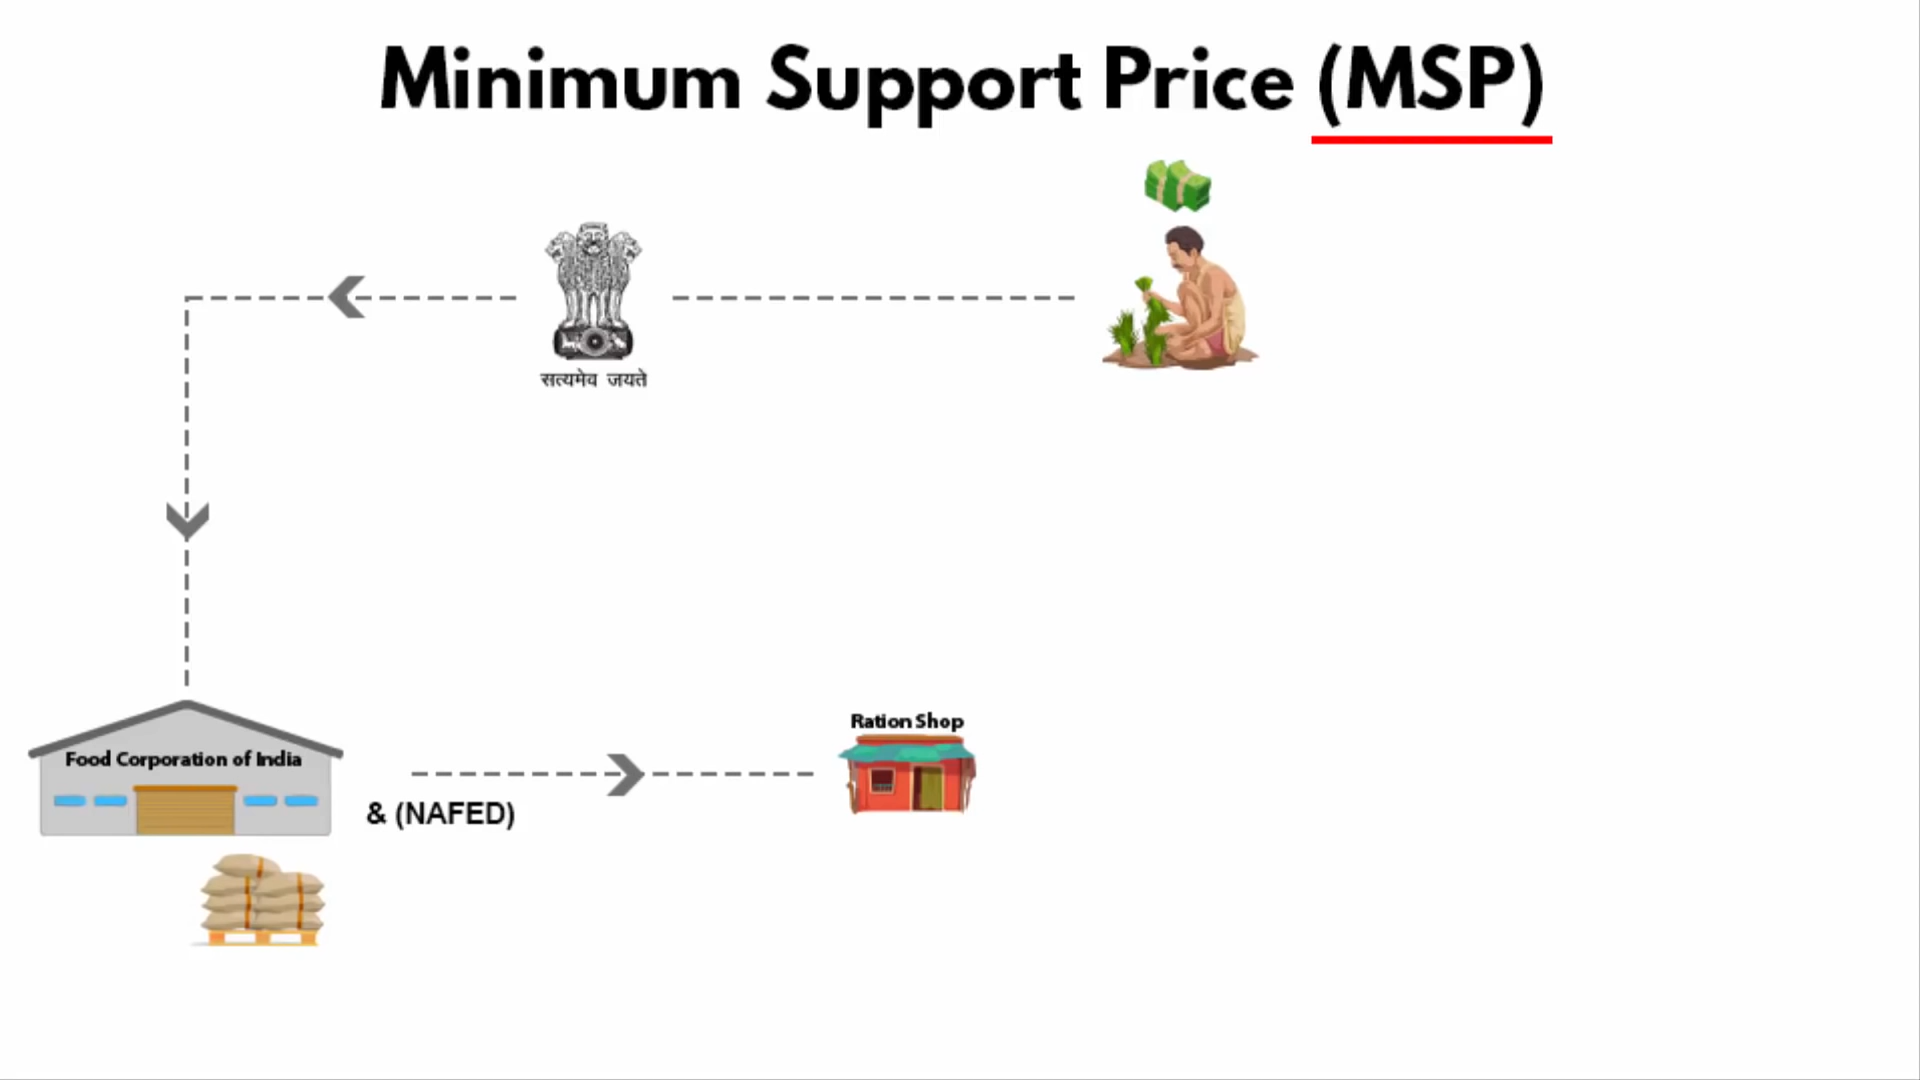 Minimum Support Price (MSP)
सत्यमेव जयते
Ration Shop
Food Corporation of India
& (NAFED)